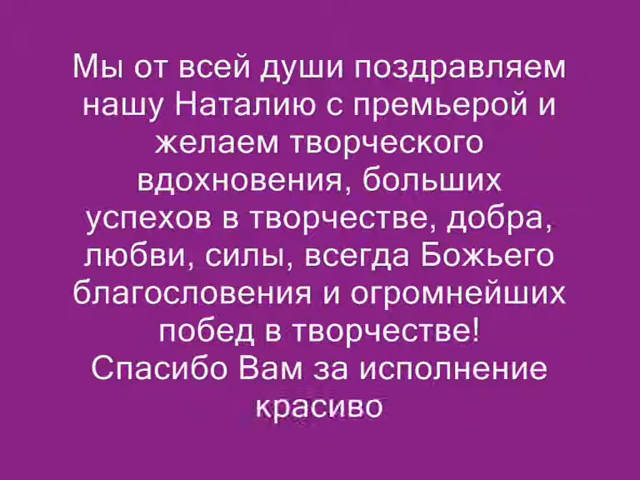 Мы от всей души поздравляем
нашу Наталию с премьерой и
желаем творческого
вдохновения, больших
успехов в творчестве, добра,
любви, силы, всегда Божьего
благословения и огромнейших
побед в творчестве!
Спасибо Вам за исполнение
красиво